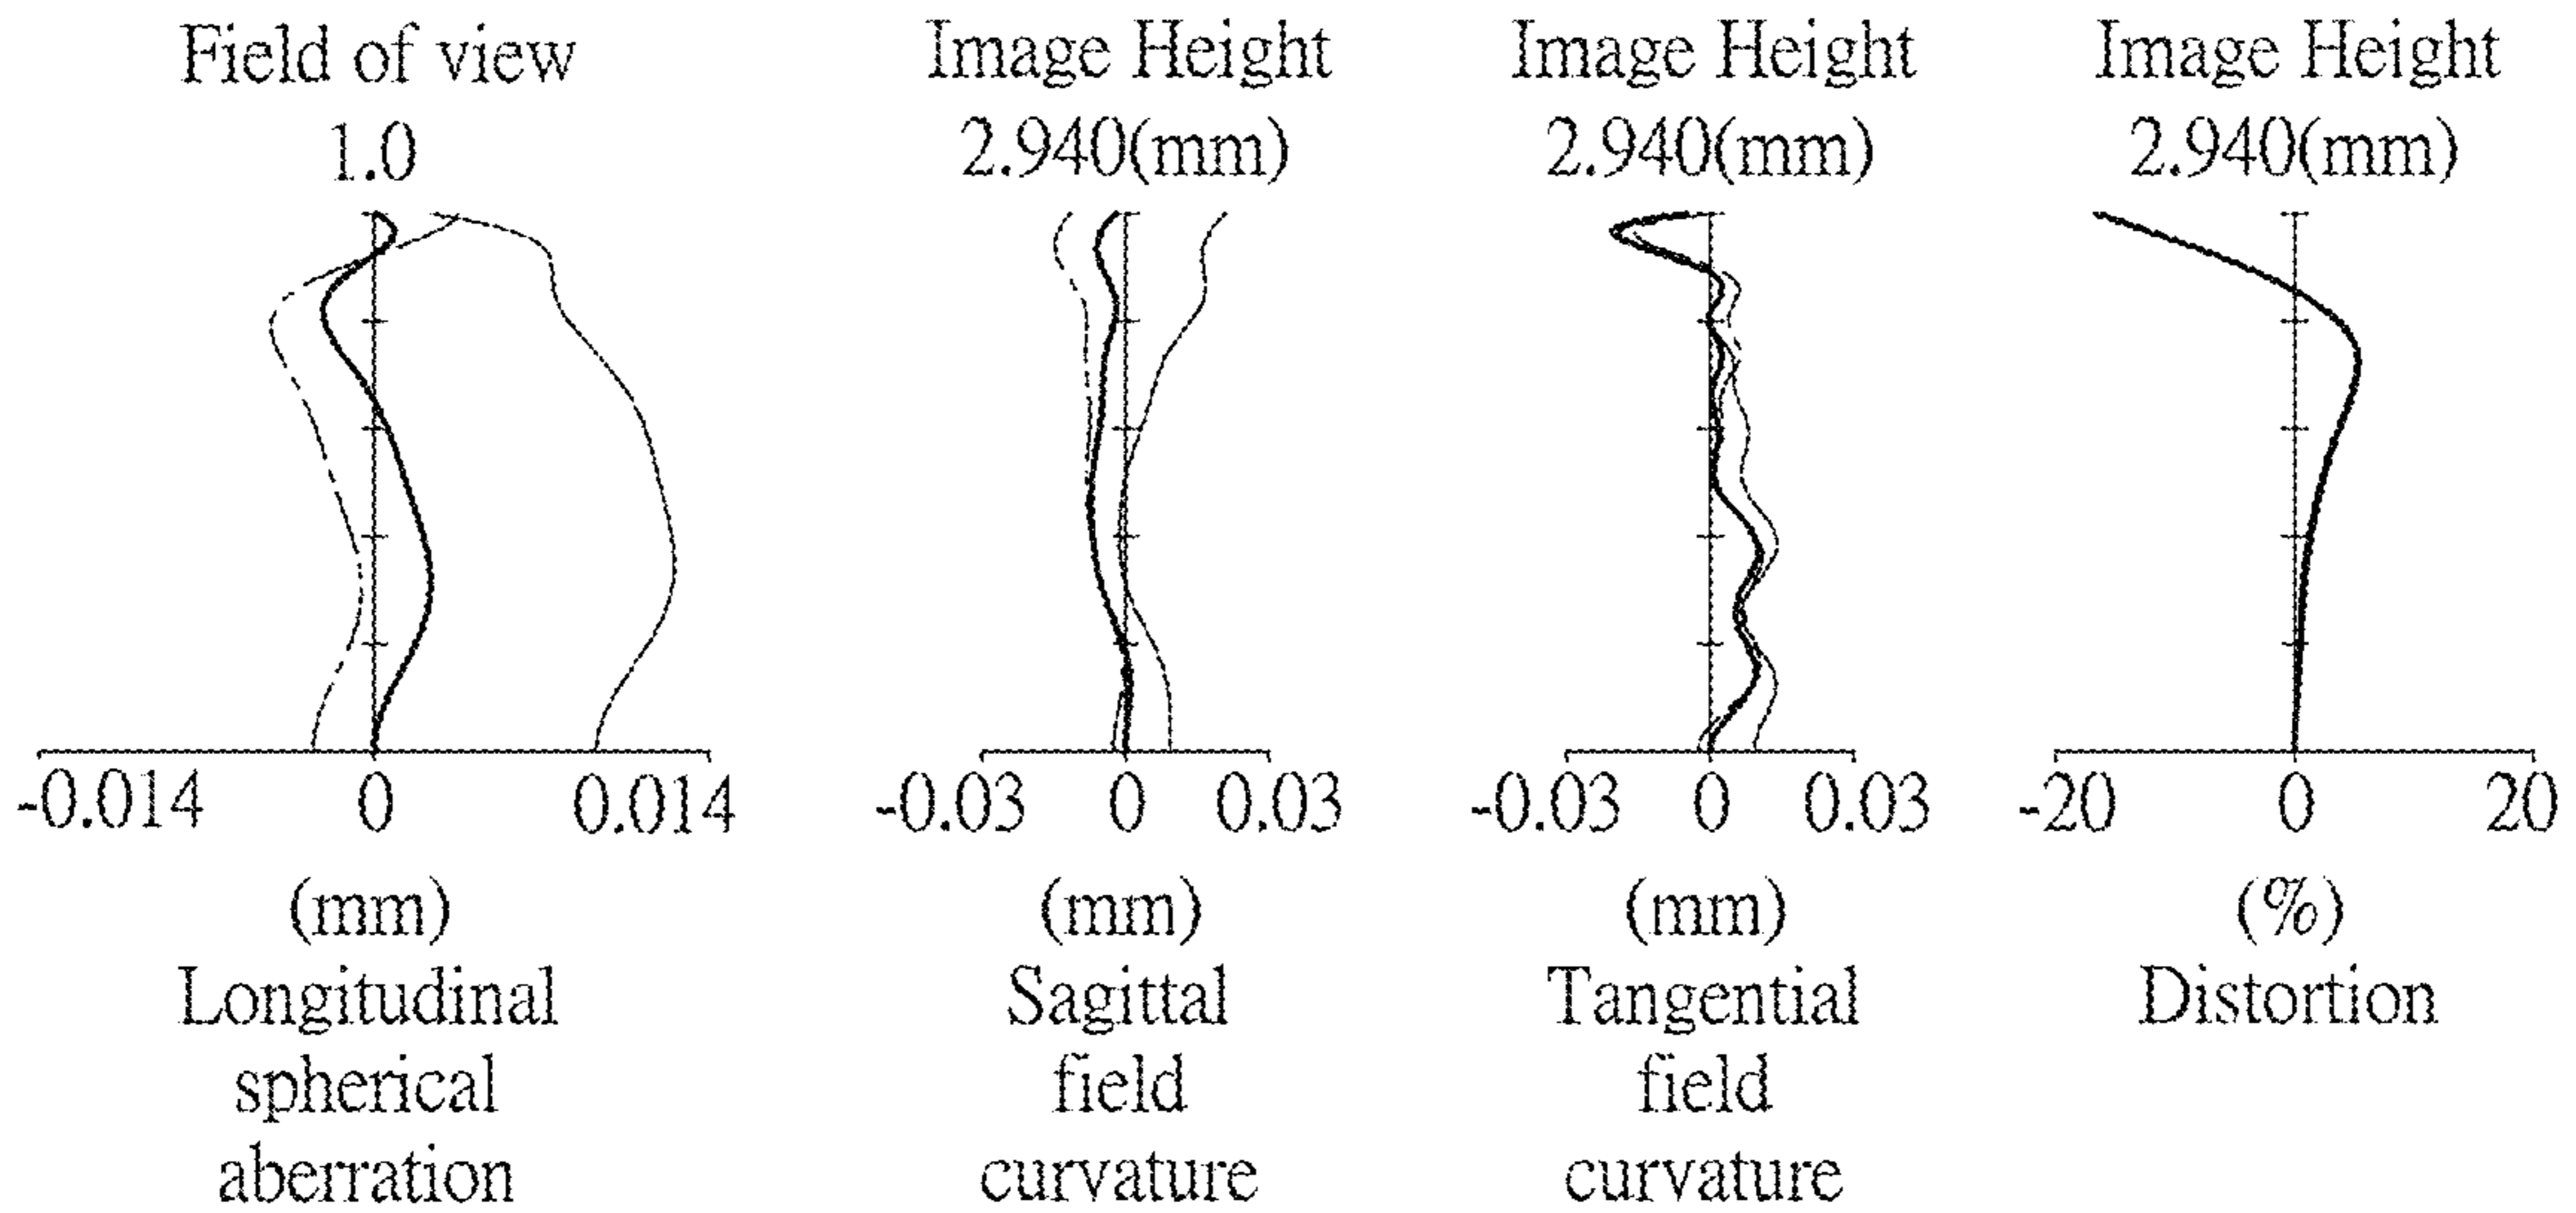 Field of view
1.0
-0.014 0 0.014
(mm)
Longitudinal
spherical
aberration
Image Height
2.940(mm)
-0.03 0 0.03
(mm)
Sagittal
field
curvature
Image Height
2.940(mm)
-0.03 0 0.03
(mm)
Tangential
field
curvature
Image Height
2.940(mm)
-20 0 20
(%)
Distortion